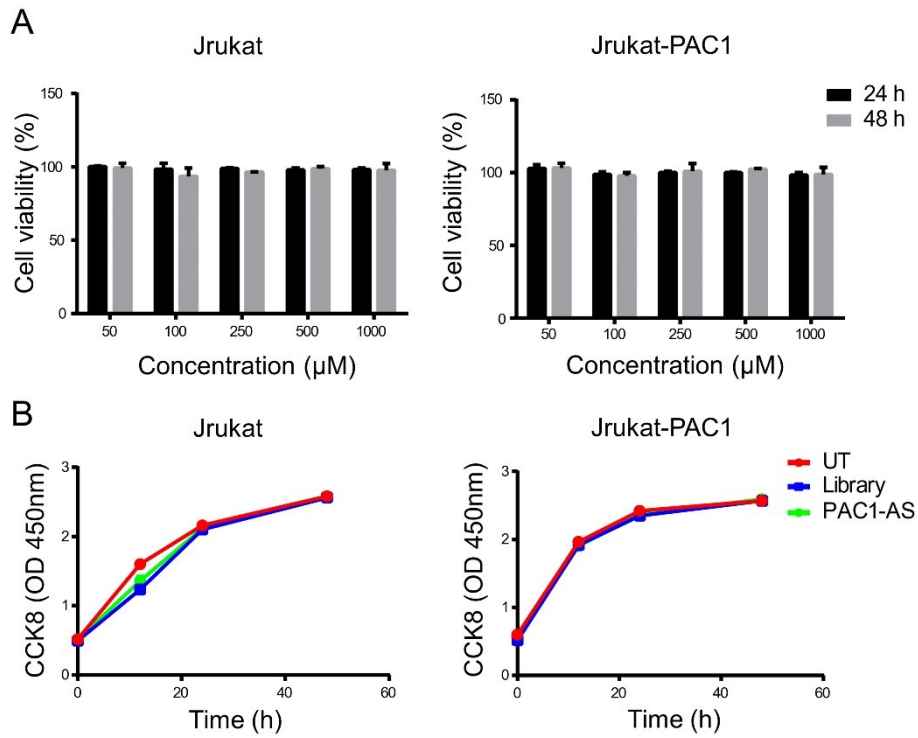 A
Jrukat
Jrukat-PAC1
24 h
48 h
Cell viability (%)
150
100
50
0
50 100 250 500 1000
Concentration (µM)
Cell viability (%)
150
100
50
0
50 100 250 500 1000
Concentration (µM)
B
Jrukat
Jrukat-PAC1
UT
Library
PAC1-AS
CCK8 (OD 450nm)
3
2
1
0
0 20 40 60
Time (h)
CCK8 (OD 450nm)
3
2
1
0
0 20 40 60
Time (h)